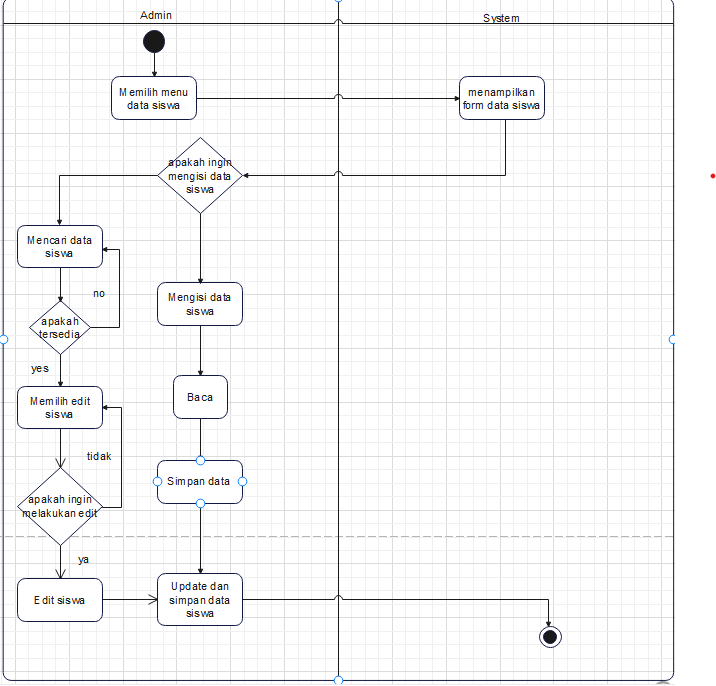 Admin
System
Memilih menu
data siswa
menampilkan
form data siswa
apakah ingin
mengisi data
siswa
Mencari data
siswa
no
apakah
tersedia
Mengisi data
siswa
yes
Memilih edit
siswa
Baca
tidak
Simpan data
apakah ingin
melakukan edit
ya
Edit siswa
Update dan
simpan data
siswa